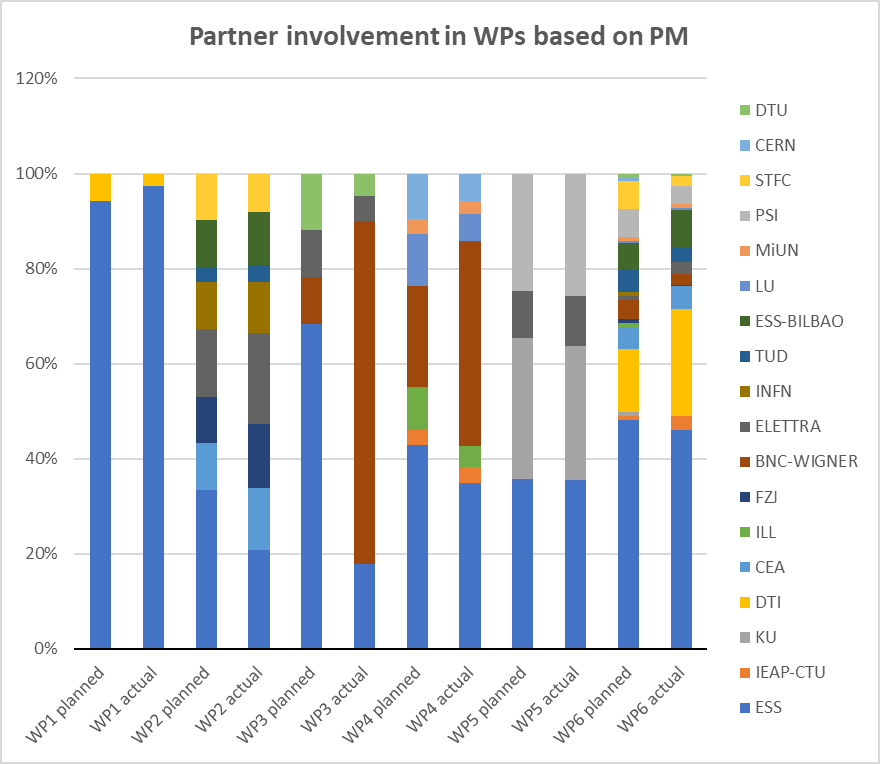 Partner involvement in WPs based on PM
120%
100%
80%
60%
40%
20%
0%
WP1 planned
WP1 actual
WP2 planned
WP2 actual
WP3 planned
WP3 actual
WP4 planned
WP4 actual
WP5 planned
WP5 actual
WP6 planned
WP6 actual
DTU
CERN
STFC
PSI
MiUN
LU
ESS-BILBAO
TUD
INFN
ELETTRA
BNC-WIGNER
FZJ
ILL
CEA
DTI
KU
IEAP-CTU
ESS